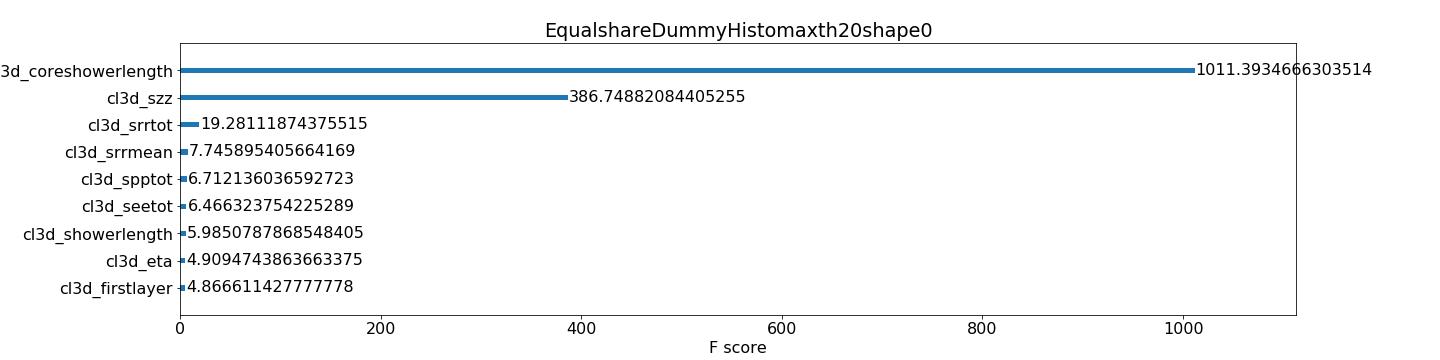 EqualshareDummyHistomaxth20shape0
3d_coreshowerlength 1011.3934666303514
cl3d_szz 386.74882084405255
cl3d_srrtot 19.28111874375515
cl3d_srrmean 7.745895405664169
cl3d_spptot 6.712136036592723
cl3d_seetot 6.466323754225289
cl3d_showerlength 5.9850787868548405
cl3d_eta 4.9094743863663375
cl3d_firstlayer 4.866611427777778
0 200 400 600 800 1000
F score